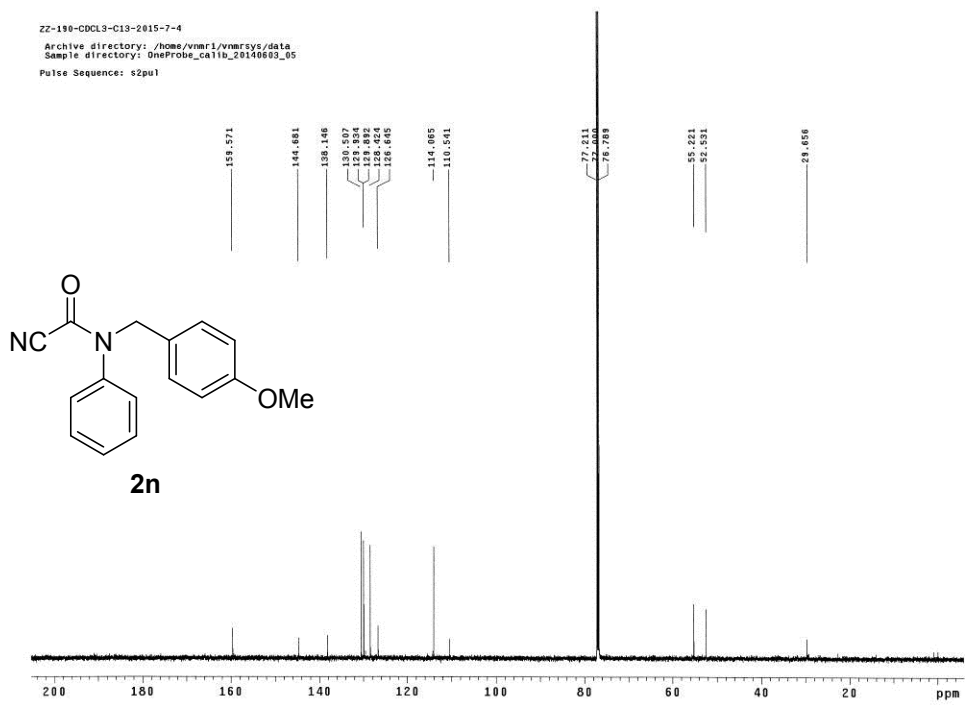 ZZ-190-CDCL3-C13-2015-7-4
Archive directory: /home/vnmr1/vnmrsys/data
Sample directory: OneProbe_calib_20140603_05
Pulse Sequence: s2pul
159.571
144.681
138.146
130.507
129.934
129.892
128.424
126.645
114.065
110.541
77.211
77.000
76.789
55.221
52.531
29.656
O
NC
N
OMe
2n
200 180 160 140 120 100 80 60 40 20 ppm